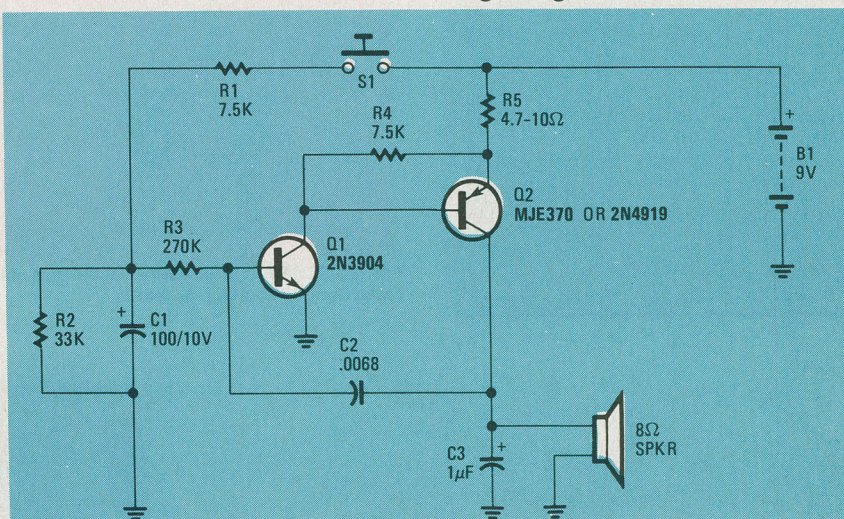 S1
R1
7.5K
R4
7.5K
R5
4.7-10Ω
+
B1
9V
Q2
MJE370 OR 2N4919
R3
270K
Q1
2N3904
R2
33K
+
C1
100/10V
C2
.0068
C3
1µF
+
8Ω
SPKR